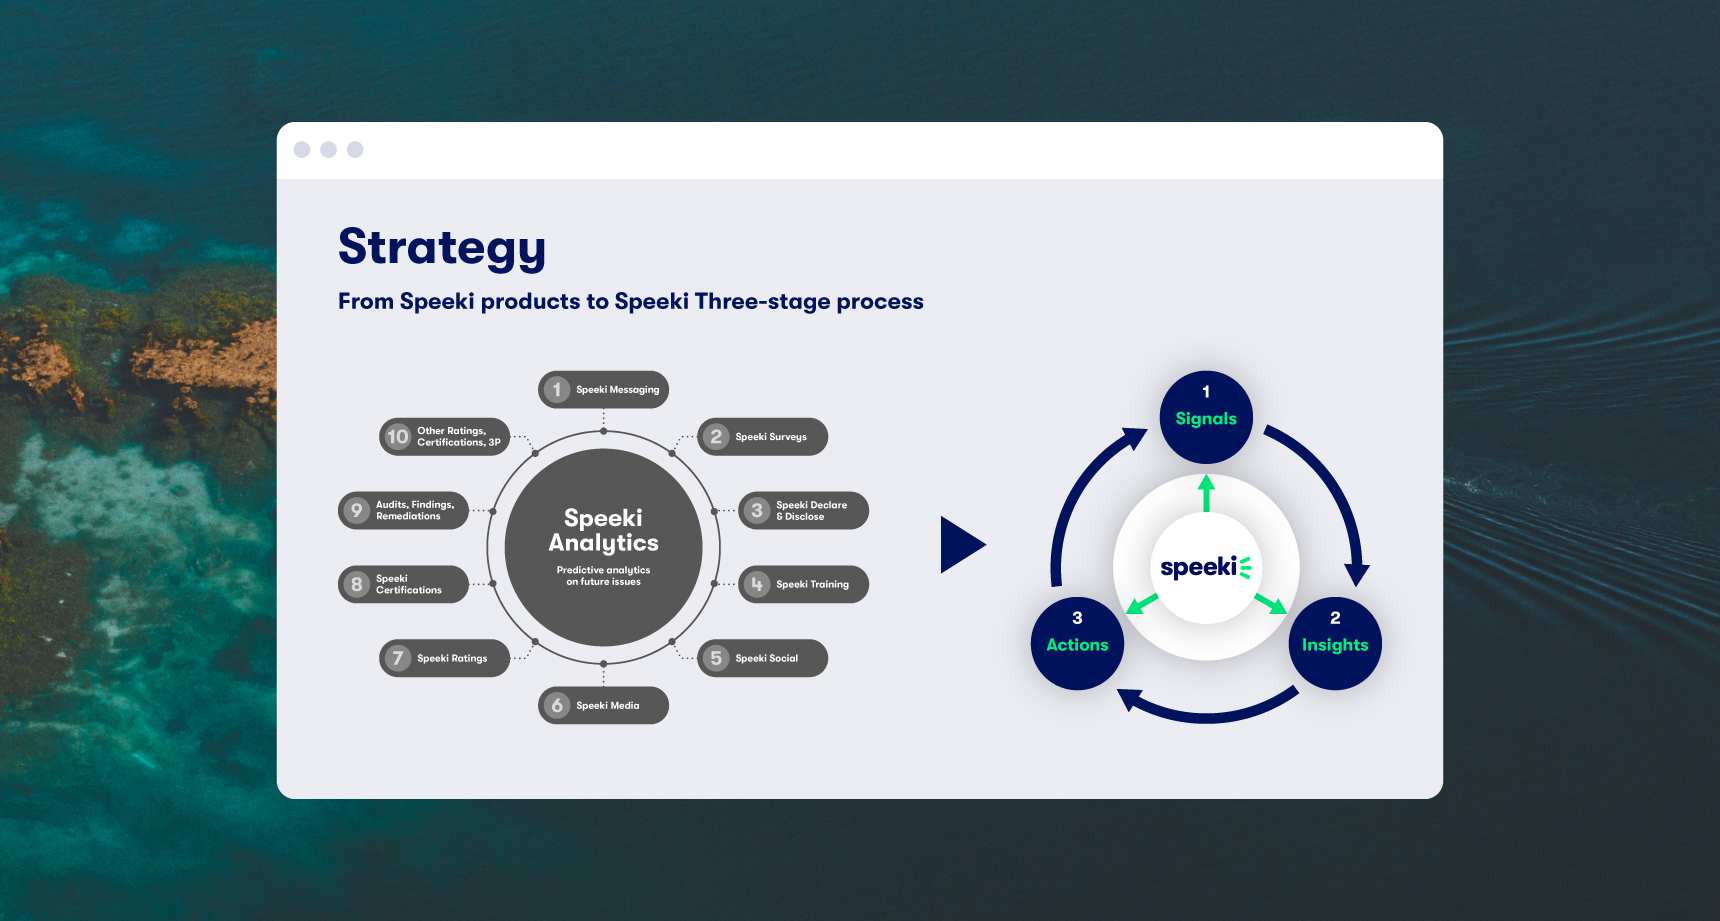 Strategy
From Speeki products to Speeki Three-stage process
1
Speeki Messaging
2
Speeki Surveys
3
Speeki Declare
& Disclose
4
Speeki Training
5
Speeki Social
6
Speeki Media
7
Speeki Ratings
8
Speeki
Certifications
9
Audits, Findings,
Remediations
10
Other Ratings,
Certifications, 3P
Speeki
Analytics
Predictive analytics
on future issues
1
Signals
2
Insights
3
Actions
speeki